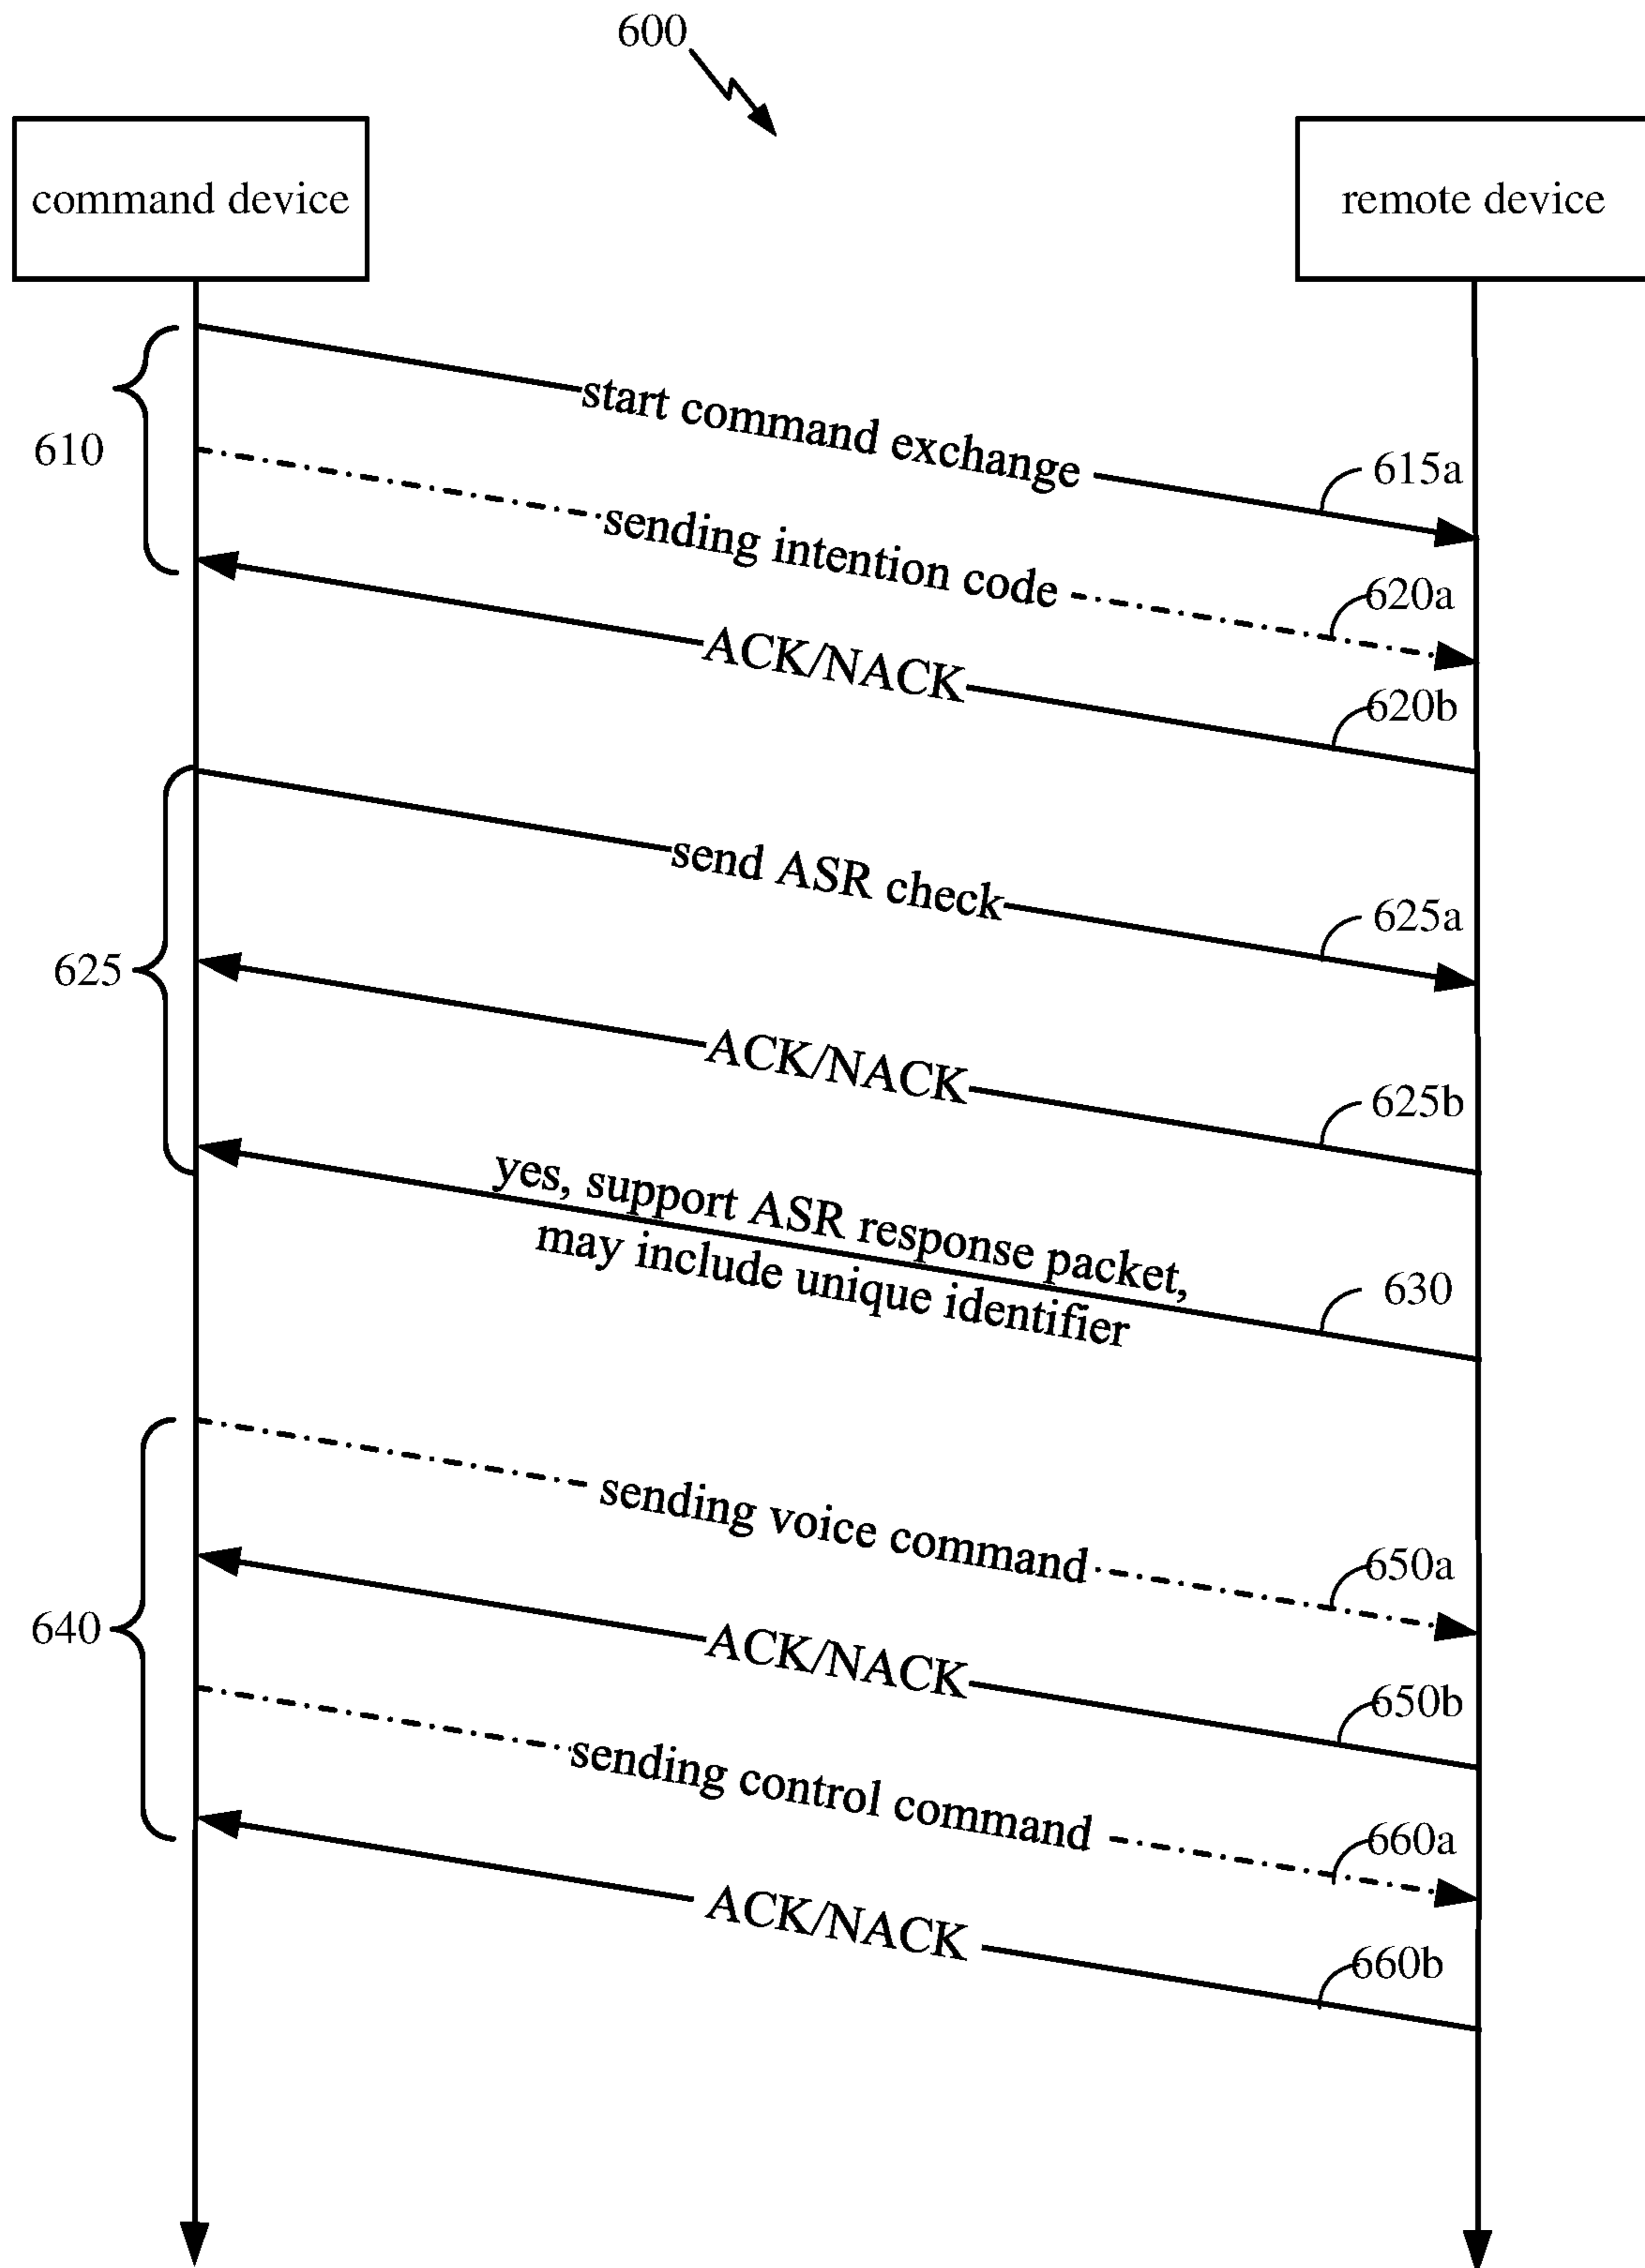 600
command device
remote device
start command exchange
615a
610
sending intention code
620a
ACK/NACK
620b
send ASR check
625a
625
ACK/NACK
625b
yes, support ASR response packet,
may include unique identifier
630
sending voice command
650a
640
ACK/NACK
650b
sending control command
660a
ACK/NACK
660b